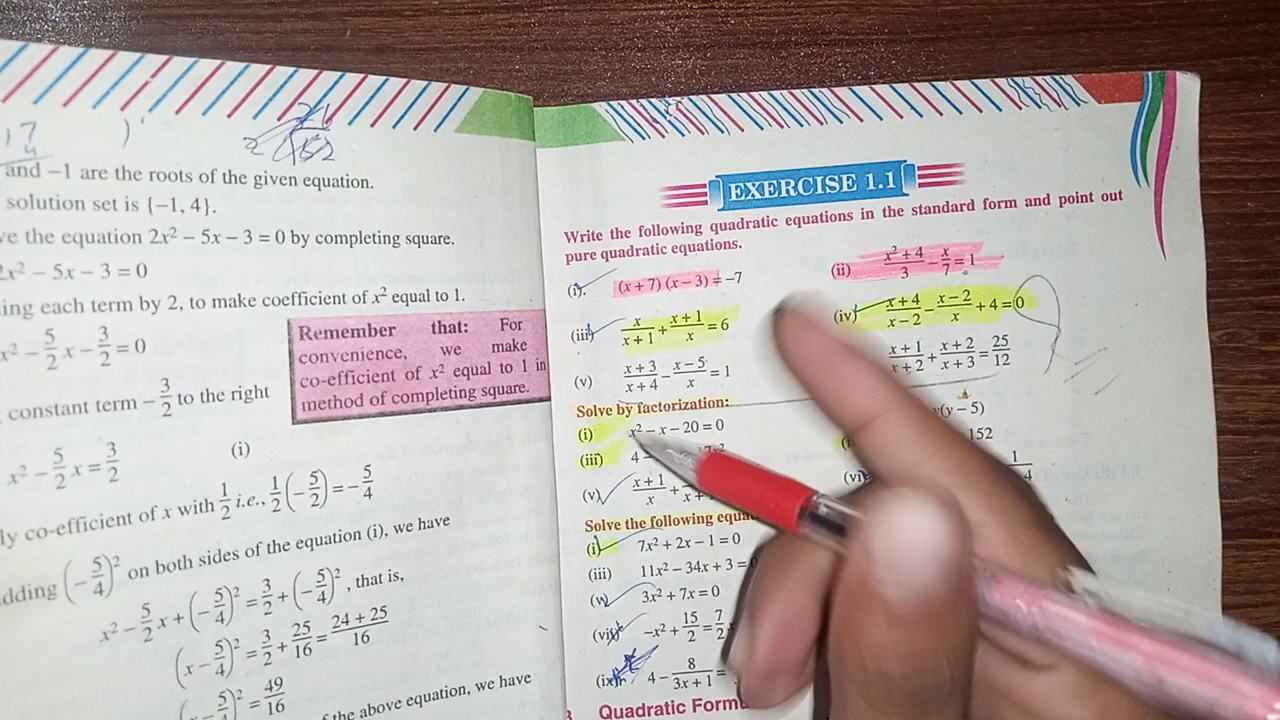 and −1 are the roots of the given equation.
solution set is {−1, 4}.
the equation 2x² − 5x − 3 = 0 by completing square.
2x² − 5x − 3 = 0
each term by 2, to make coefficient of x² equal to 1.
x² − 5/2 x − 3/2 = 0
Remember that: For
convenience, we make
co-efficient of x² equal to 1 in
method of completing square.
constant term − 3/2 to the right
x² − 5/2 x = 3/2 (i)
co-efficient of x with 1/2 i.e., 1/2 (− 5/2) = − 5/4
(− 5/4)² on both sides of the equation (i), we have
x² − 5/2 x + (− 5/4)² = 3/2 + (− 5/4)², that is,
(x − 5/4)² = 3/2 + 25/16 = 24 + 25/16
5/4)² = 49/16
the above equation, we have
EXERCISE 1.1
Write the following quadratic equations in the standard form and point out
pure quadratic equations.
(i). (x + 7) (x − 3) = −7 (ii) x² + 4/3 − x/7 = 1
(iii) x/x + 1 + x + 1/x = 6 (iv) x + 4/x − 2 − x − 2/x + 4 = 0
(v) x + 3/x + 4 − x − 5/x = 1 x + 1/x + 2 + x + 2/x + 3 = 25/12
Solve by factorization:
(i) x² − x − 20 = 0 (y − 5)
(iii) 4 152
(v) x + 1/x + 1/4
Solve the following
(i) 7x² + 2x − 1 = 0
(iii) 11x² − 34x + 3 =
(v) 3x² + 7x = 0
(vii) −x² + 15/2 = 7/2
(ix) 4 − 8/3x + 1 =
Quadratic